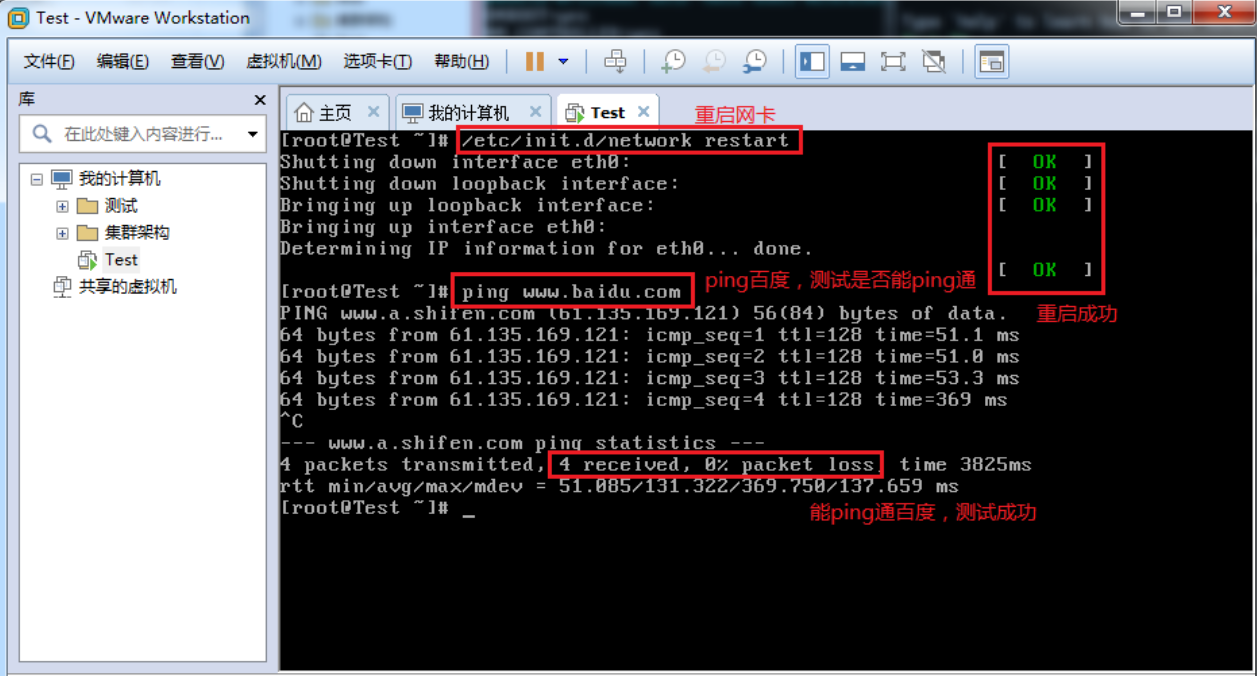 Test - VMware Workstation
文件(F) 编辑(E) 查看(V) 虚拟机(M) 选项卡(T) 帮助(H)
库
在此处键入内容进行...
我的计算机
测试
集群架构
Test
共享的虚拟机
主页 我的计算机 Test
重启网卡
[root@Test ~]# /etc/init.d/network restart
Shutting down interface eth0: [ OK ]
Shutting down loopback interface: [ OK ]
Bringing up loopback interface: [ OK ]
Bringing up interface eth0:
Determining IP information for eth0... done.
[ OK ]
[root@Test ~]# ping www.baidu.com
ping百度，测试是否能ping通
重启成功
PING www.a.shifen.com (61.135.169.121) 56(84) bytes of data.
64 bytes from 61.135.169.121: icmp_seq=1 ttl=128 time=51.1 ms
64 bytes from 61.135.169.121: icmp_seq=2 ttl=128 time=51.0 ms
64 bytes from 61.135.169.121: icmp_seq=3 ttl=128 time=53.3 ms
64 bytes from 61.135.169.121: icmp_seq=4 ttl=128 time=369 ms
^C
--- www.a.shifen.com ping statistics ---
4 packets transmitted, 4 received, 0% packet loss, time 3825ms
rtt min/avg/max/mdev = 51.085/131.322/369.750/137.659 ms
[root@Test ~]# _
能ping通百度，测试成功